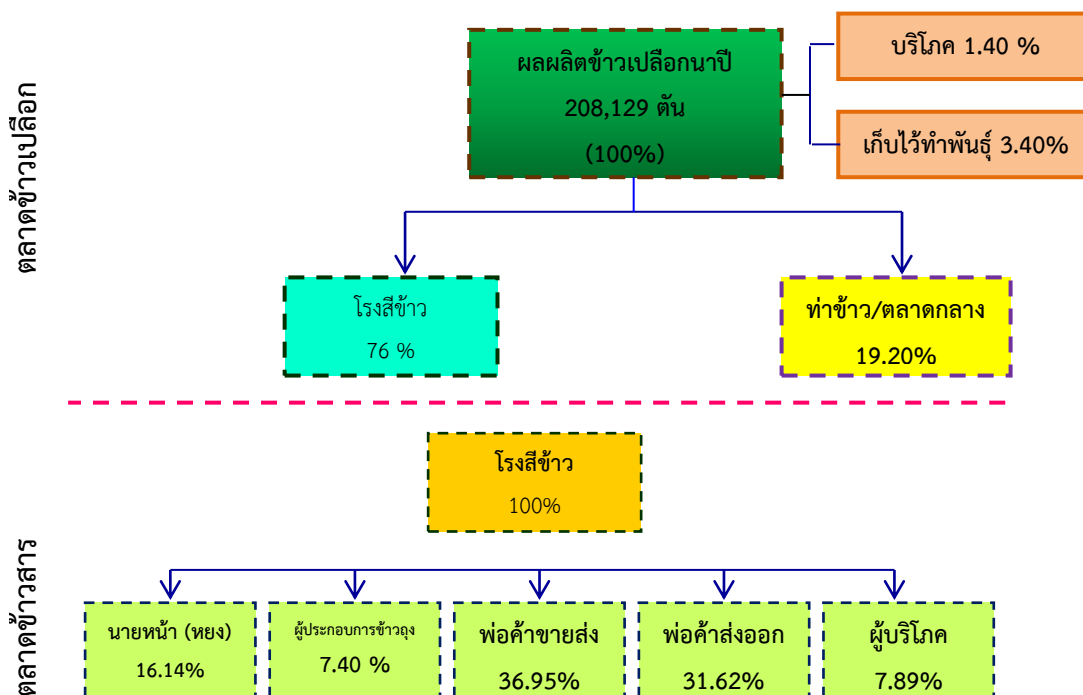 ตลาดข้าวเปลือก
ผลผลิตข้าวเปลือกนาปี
208,129 ตัน
(100%)
บริโภค 1.40 %
เก็บไว้ทำพันธุ์ 3.40%
โรงสีข้าว
76 %
ท่าข้าว/ตลาดกลาง
19.20%
ตลาดข้าวสาร
โรงสีข้าว
100%
นายหน้า (หยง)
16.14%
ผู้ประกอบการข้าวถุง
7.40 %
พ่อค้าขายส่ง
36.95%
พ่อค้าส่งออก
31.62%
ผู้บริโภค
7.89%